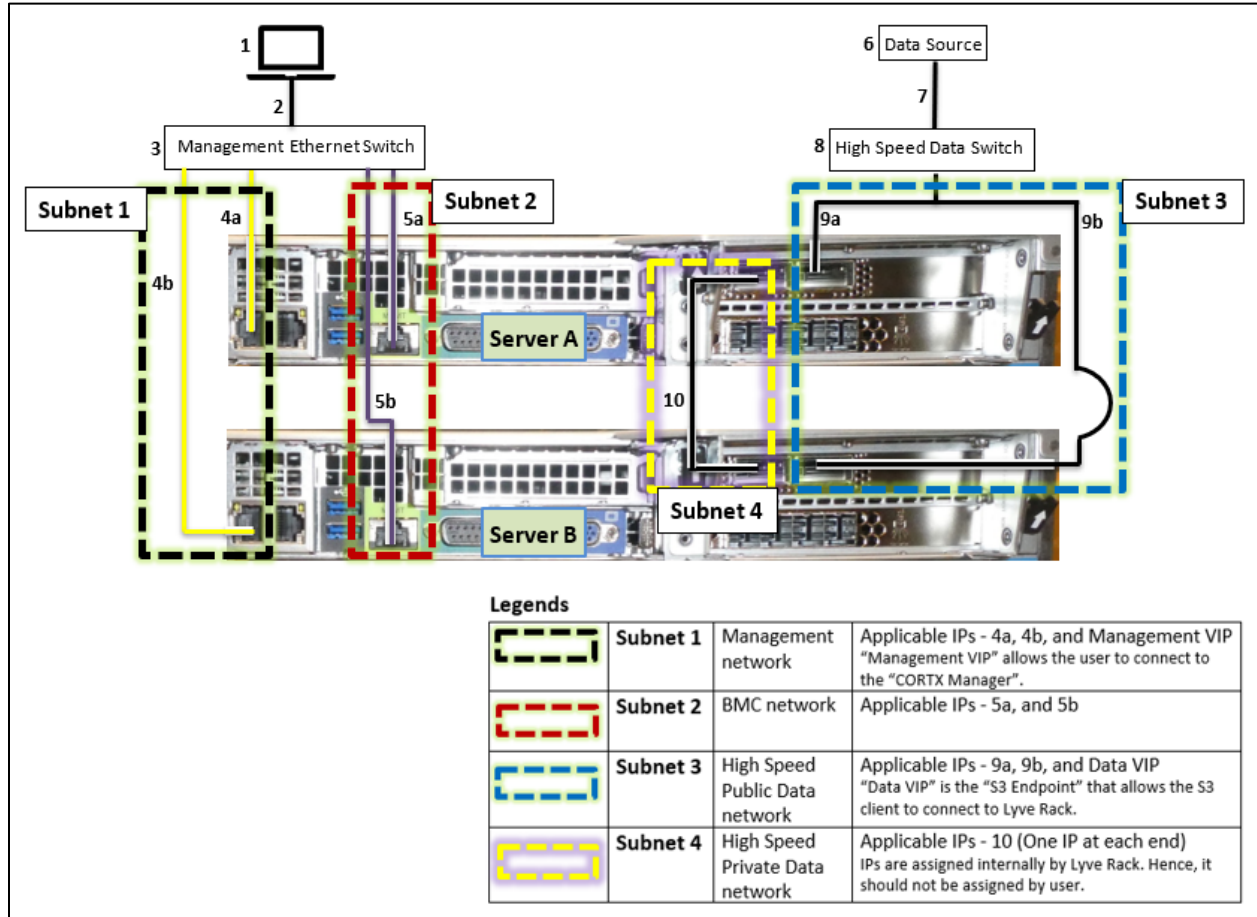 1
2
3
Management Ethernet Switch
6
Data Source
7
8
High Speed Data Switch
Subnet 1
4a
4b
5a
Subnet 2
9a
9b
Subnet 3
Server A
5b
10
Subnet 4
Server B
Legends
Subnet 1
Management
network
Applicable IPs - 4a, 4b, and Management VIP
“Management VIP” allows the user to connect to
the “CORTX Manager”.
Subnet 2
BMC network
Applicable IPs - 5a, and 5b
Subnet 3
High Speed
Public Data
network
Applicable IPs - 9a, 9b, and Data VIP
“Data VIP” is the “S3 Endpoint” that allows the S3
client to connect to Lyve Rack.
Subnet 4
High Speed
Private Data
network
Applicable IPs - 10 (One IP at each end)
IPs are assigned internally by Lyve Rack. Hence, it
should not be assigned by user.